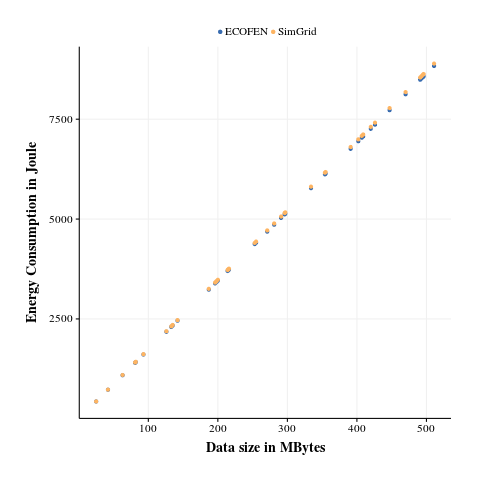 ECOFEN SimGrid
7500
5000
2500
Energy Consumption in Joule
100 200 300 400 500
Data size in MBytes